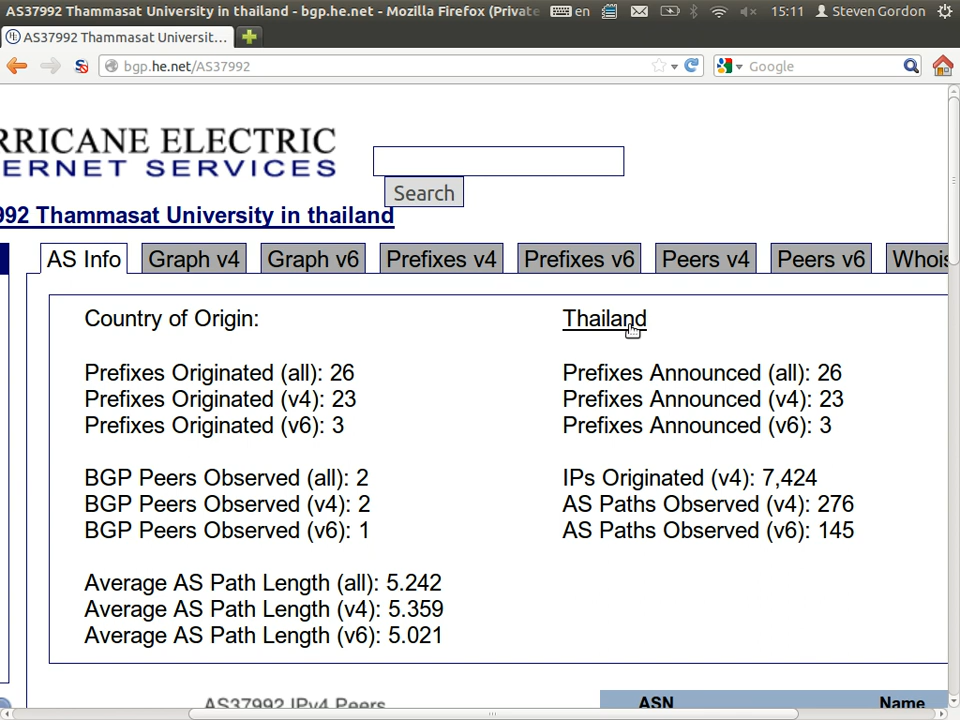 AS37992 Thammasat University in thailand - bgp.he.net - Mozilla Firefox (Private
en 15:11 Steven Gordon
AS37992 Thammasat Universit...
bgp.he.net/AS37992
Google
RRICANE ELECTRIC
ERNET SERVICES
Search
992 Thammasat University in thailand
AS Info Graph v4 Graph v6 Prefixes v4 Prefixes v6 Peers v4 Peers v6 Whois
Country of Origin: Thailand
Prefixes Originated (all): 26 Prefixes Announced (all): 26
Prefixes Originated (v4): 23 Prefixes Announced (v4): 23
Prefixes Originated (v6): 3 Prefixes Announced (v6): 3
BGP Peers Observed (all): 2 IPs Originated (v4): 7,424
BGP Peers Observed (v4): 2 AS Paths Observed (v4): 276
BGP Peers Observed (v6): 1 AS Paths Observed (v6): 145
Average AS Path Length (all): 5.242
Average AS Path Length (v4): 5.359
Average AS Path Length (v6): 5.021
AS37992 IPv4 Peers ASN Name